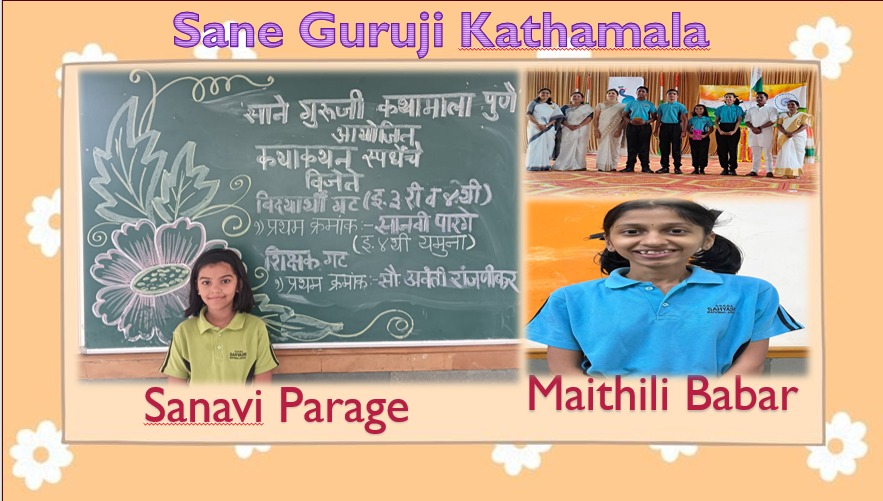 Sane Guruji Kathamala
साने गुरुजी कथामाला पुणे
आयोजित
कथाकथन स्पर्धेचे
विजेते
विद्यार्थी गट (इ. ३ री व ४ थी)
१) प्रथम क्रमांक :- सानवी पारगे
(इ. ४ थी यमुना)
शिक्षक गट
१) प्रथम क्रमांक :- सौ. अवंती रांजणीकर
Sanavi Parage
Maithili Babar